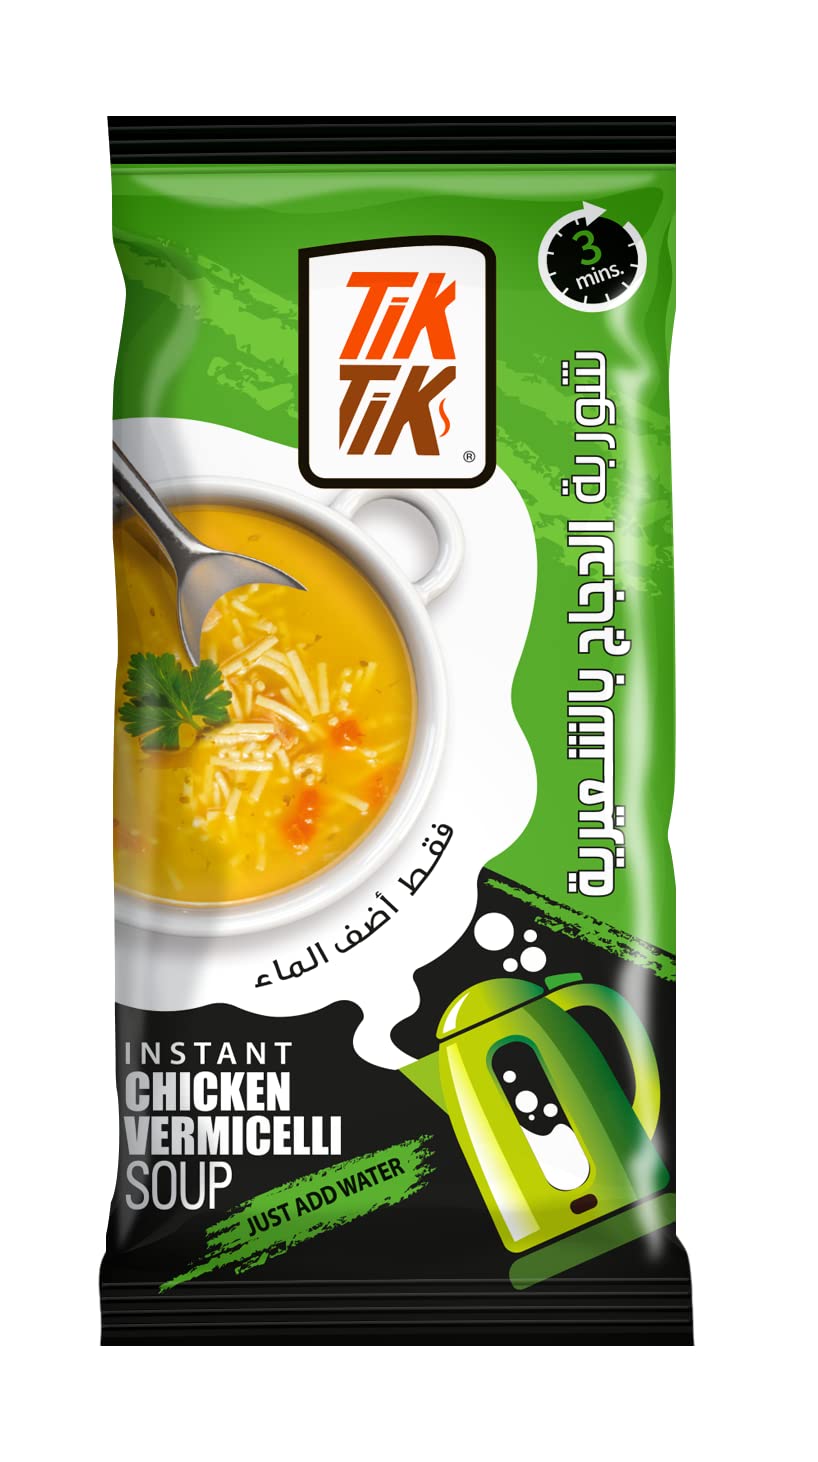 3
mins.
TiK
TiK
®
شوربة الدجاج بالشعيرية
فقط أضف الماء
INSTANT
CHICKEN
VERMICELLI
SOUP
JUST ADD WATER